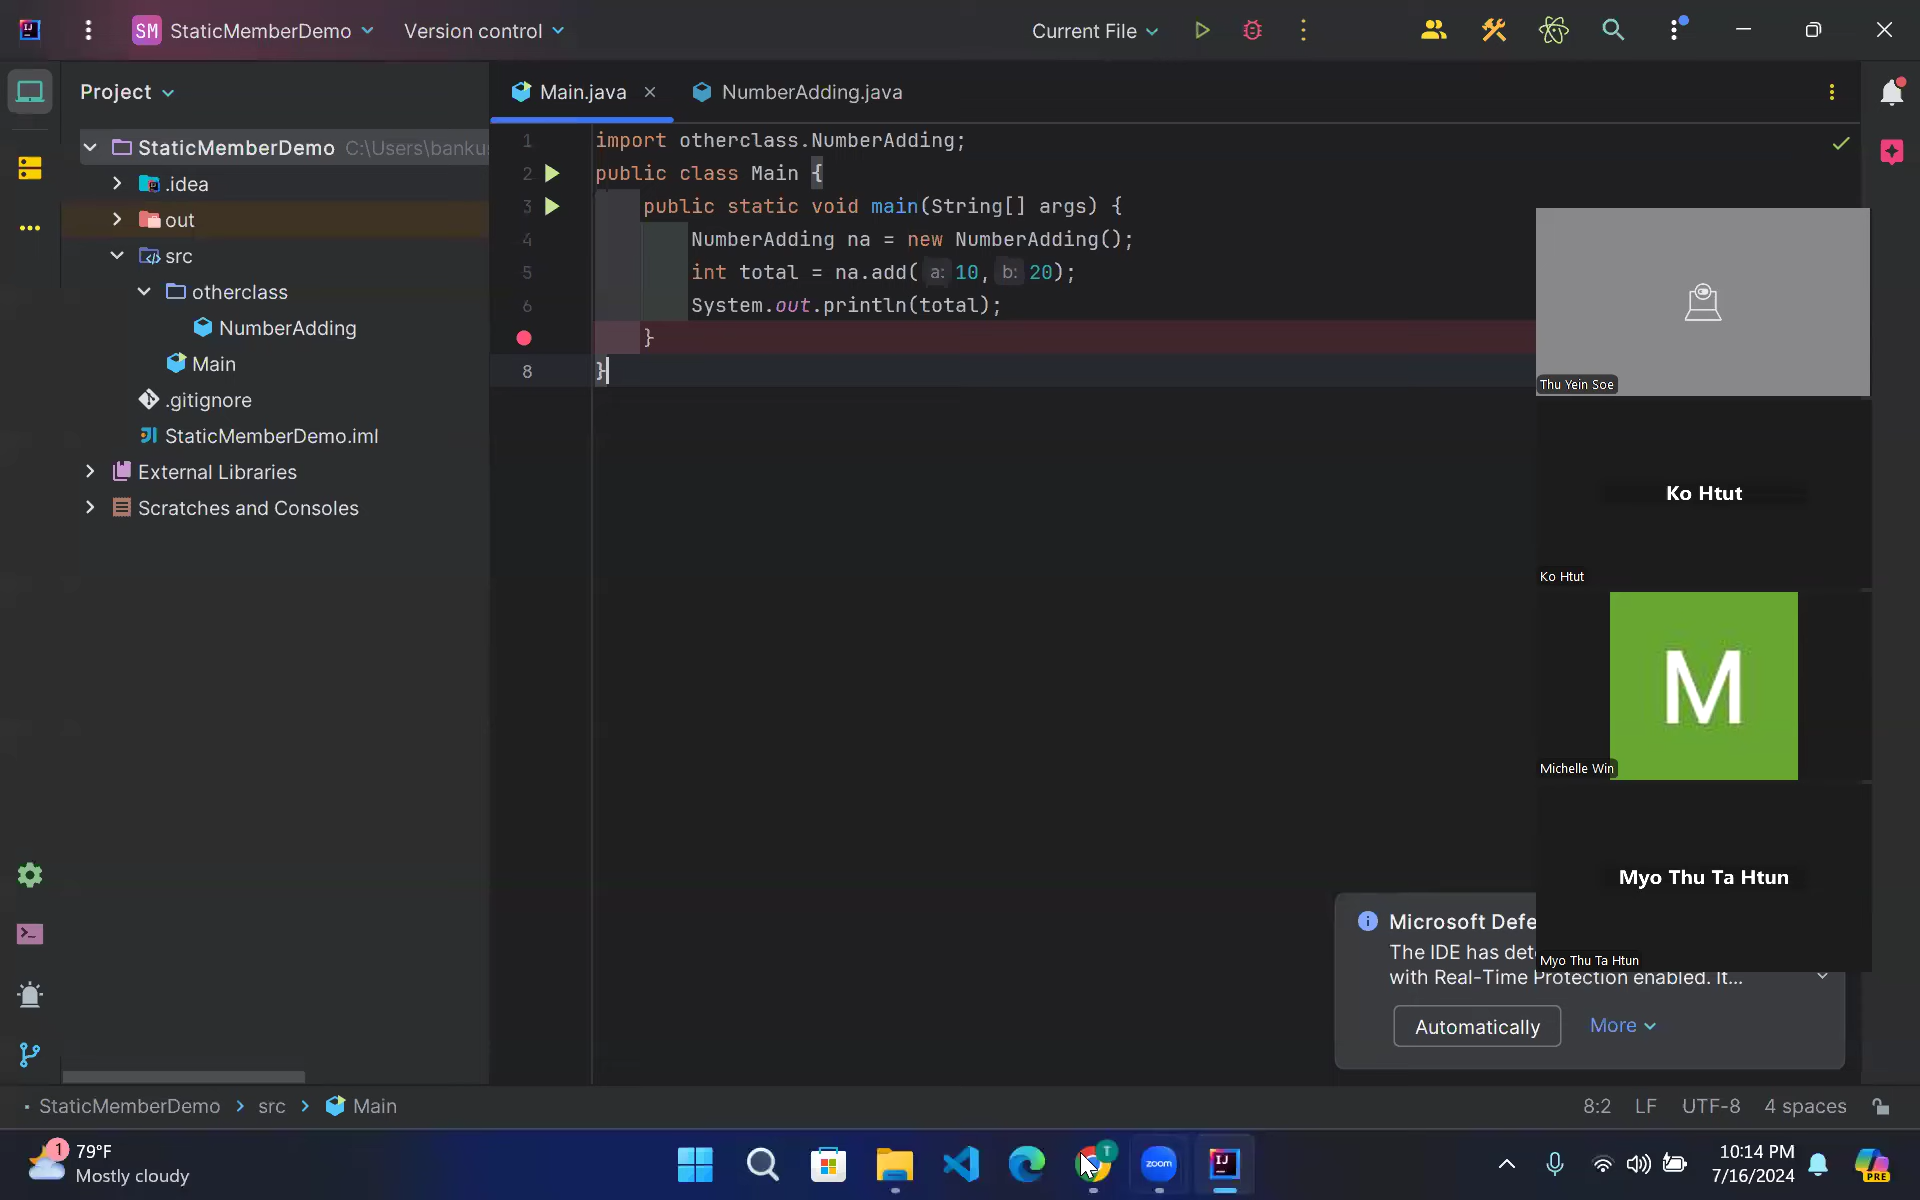 SM StaticMemberDemo Version control Current File
Project
Main.java
NumberAdding.java
StaticMemberDemo C:\Users\banku
.idea
out
src
otherclass
NumberAdding
Main
.gitignore
StaticMemberDemo.iml
External Libraries
Scratches and Consoles
1 import otherclass.NumberAdding;
2 public class Main {
3 public static void main(String[] args) {
4 NumberAdding na = new NumberAdding();
5 int total = na.add( a: 10, b: 20);
6 System.out.println(total);
}
8 }
Thu Yein Soe
Ko Htut
Ko Htut
M
Michelle Win
Myo Thu Ta Htun
Myo Thu Ta Htun
Microsoft Defe
The IDE has det
with Real-Time Protection enabled. It...
Automatically More
StaticMemberDemo > src > Main
8:2 LF UTF-8 4 spaces
1
79°F
Mostly cloudy
T
zoom
IJ
10:14 PM
7/16/2024
PRE